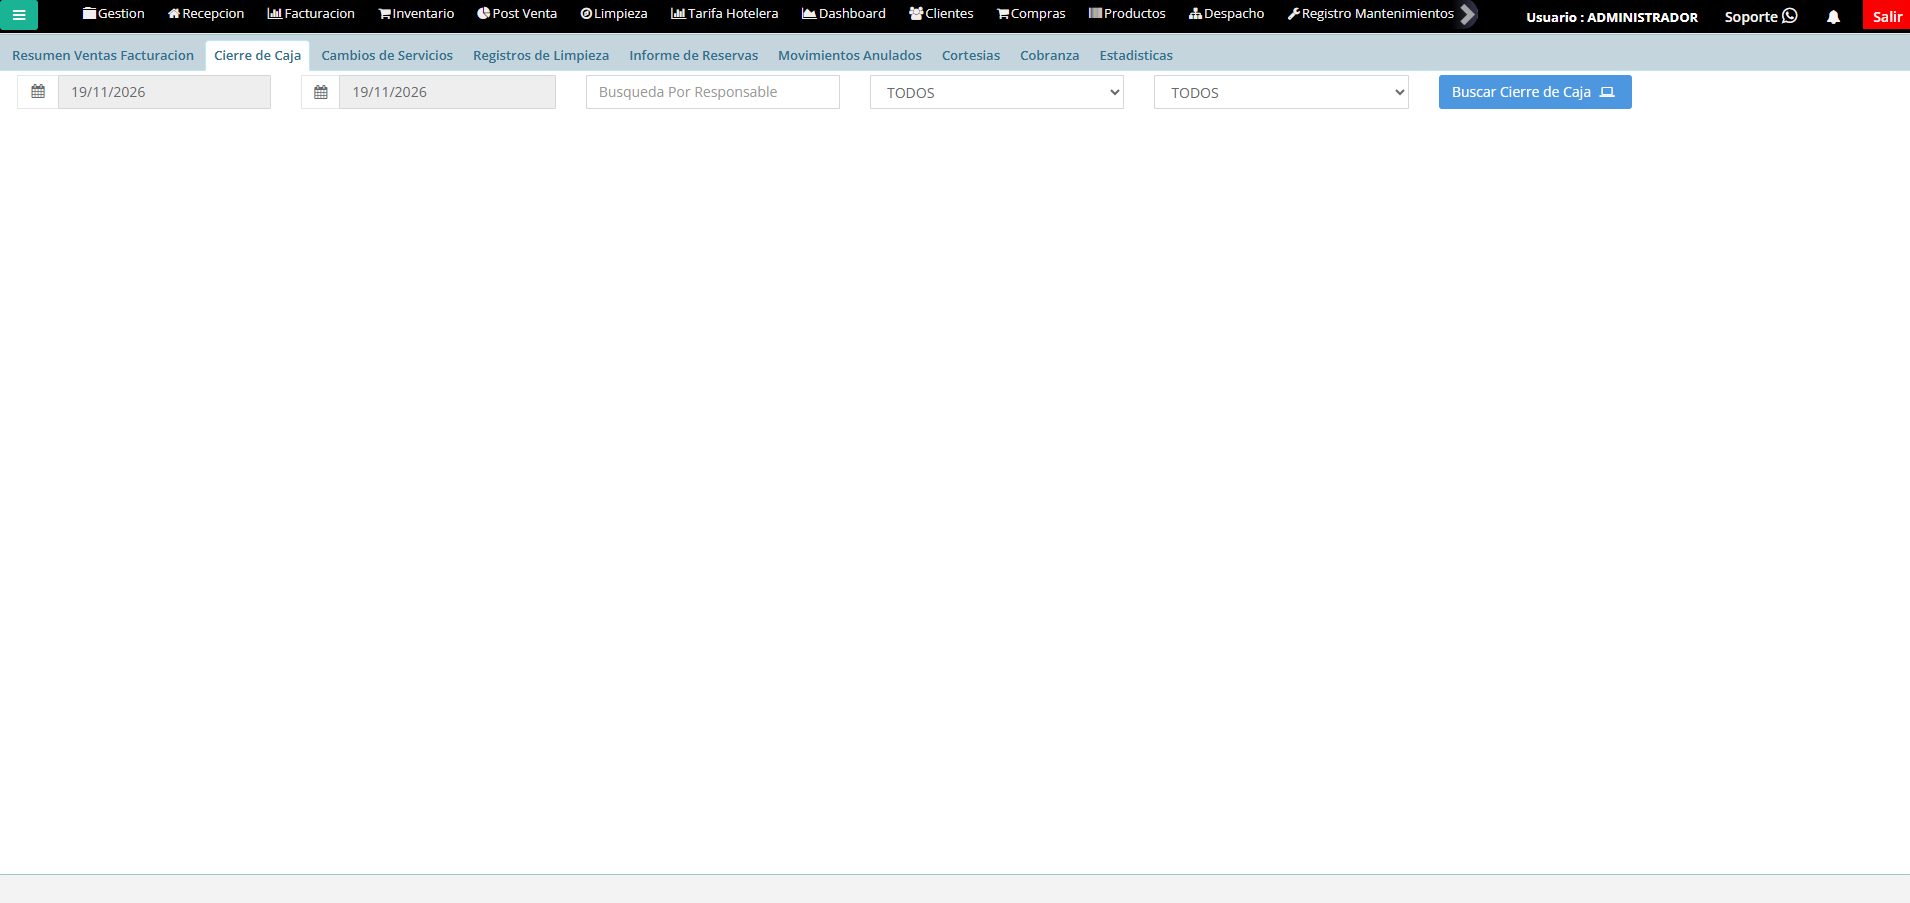 Gestion Recepcion Facturacion Inventario Post Venta Limpieza Tarifa Hotelera Dashboard Clientes Compras Productos Despacho Registro Mantenimientos Usuario : ADMINISTRADOR Soporte Salir
Resumen Ventas Facturacion Cierre de Caja Cambios de Servicios Registros de Limpieza Informe de Reservas Movimientos Anulados Cortesias Cobranza Estadisticas
19/11/2026 19/11/2026 Busqueda Por Responsable TODOS TODOS Buscar Cierre de Caja